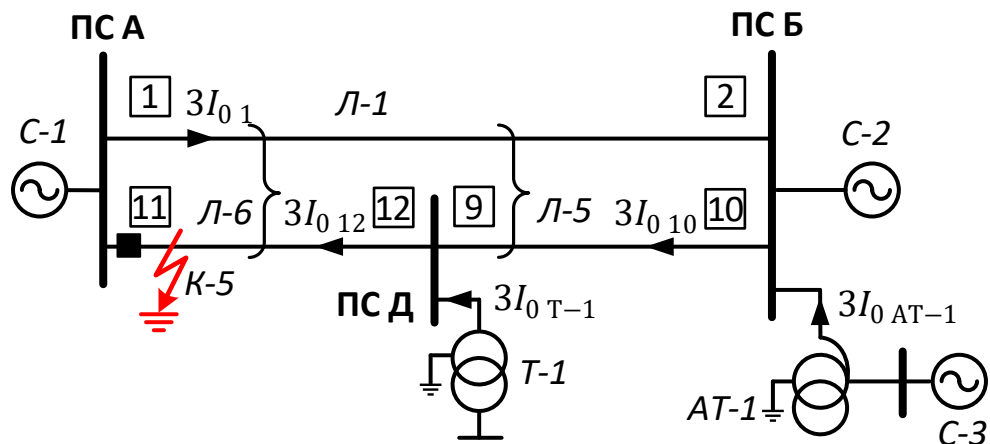 ПС А
ПС Б
1
3I₀ ₁
Л-1
2
С-1
С-2
11
Л-6
3I₀ ₁₂
12
9
Л-5
3I₀ ₁₀
10
К-5
ПС Д
3I₀ Т−1
3I₀ АТ−1
Т-1
АТ-1
С-3